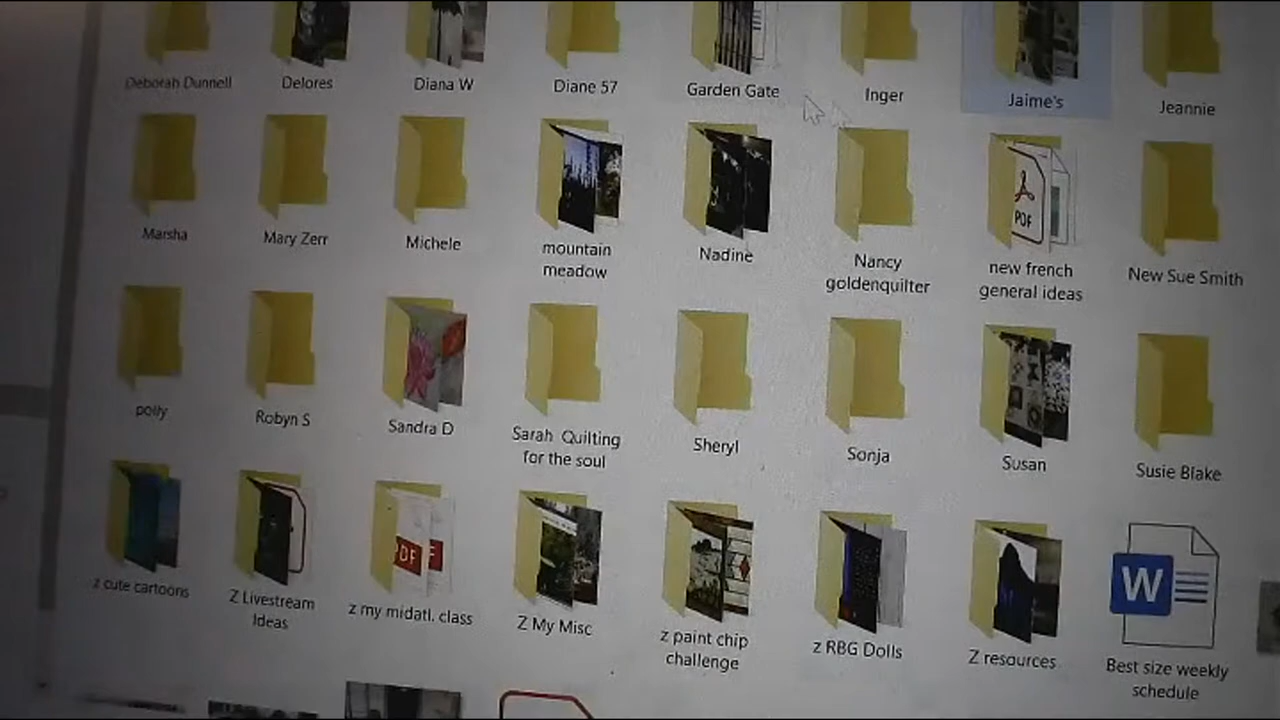 Deborah Dunnell
Delores
Diana W
Diane 57
Garden Gate
Inger
Jaime's
Jeannie
Marsha
Mary Zerr
Michele
mountain
meadow
Nadine
Nancy
goldenquilter
PDF
new french
general ideas
New Sue Smith
polly
Robyn S
Sandra D
Sarah Quilting
for the soul
Sheryl
Sonja
Susan
Susie Blake
z cute cartoons
Z Livestream
Ideas
PDF
z my midatl. class
Z My Misc
z paint chip
challenge
z RBG Dolls
Z resources
W
Best size weekly
schedule